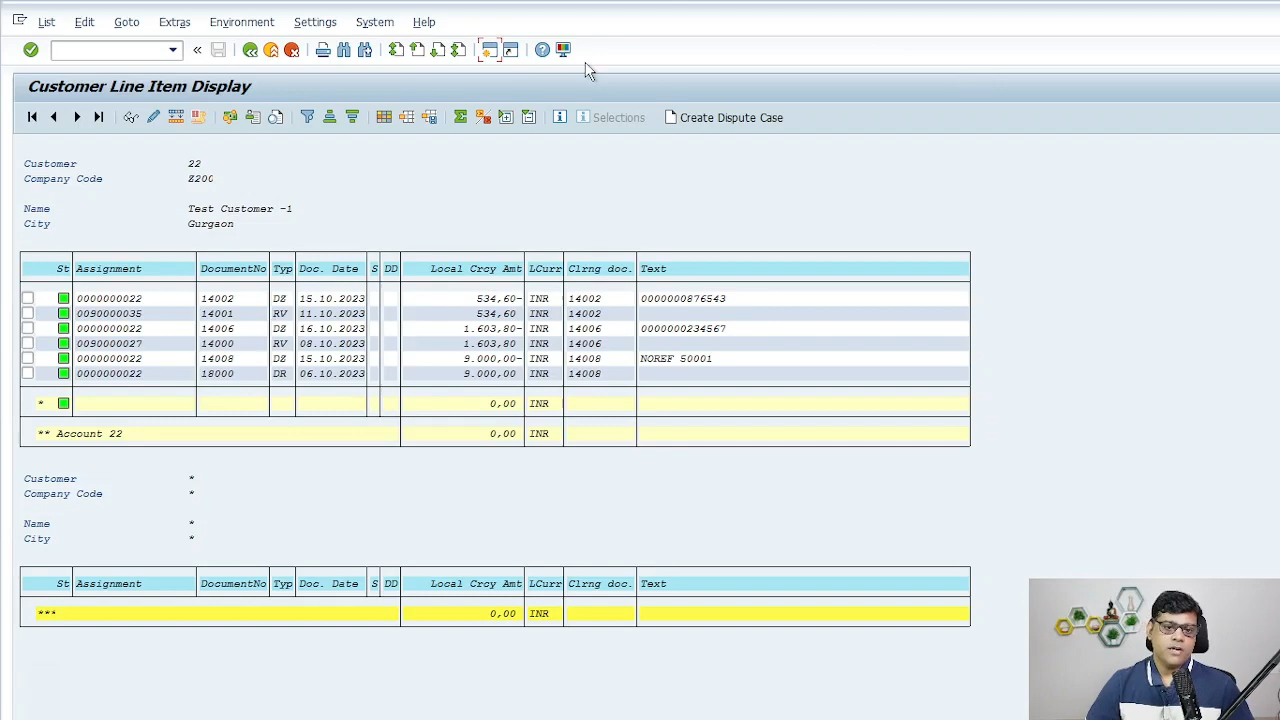 List Edit Goto Extras Environment Settings System Help
Customer Line Item Display
Selections Create Dispute Case
Customer 22
Company Code Z200
Name Test Customer -1
City Gurgaon
St Assignment DocumentNo Typ Doc. Date S DD Local Crcy Amt LCurr Clrng doc. Text
0000000022 14002 DZ 15.10.2023 534,60- INR 14002 0000000876543
0090000035 14001 RV 11.10.2023 534,60 INR 14002
0000000022 14006 DZ 16.10.2023 1.603,80- INR 14006 0000000234567
0090000027 14000 RV 08.10.2023 1.603,80 INR 14006
0000000022 14008 DZ 15.10.2023 9.000,00- INR 14008 NOREF 50001
0000000022 18000 DR 06.10.2023 9.000,00 INR 14008
* 0,00 INR
** Account 22 0,00 INR
Customer *
Company Code *
Name *
City *
St Assignment DocumentNo Typ Doc. Date S DD Local Crcy Amt LCurr Clrng doc. Text
*** 0,00 INR